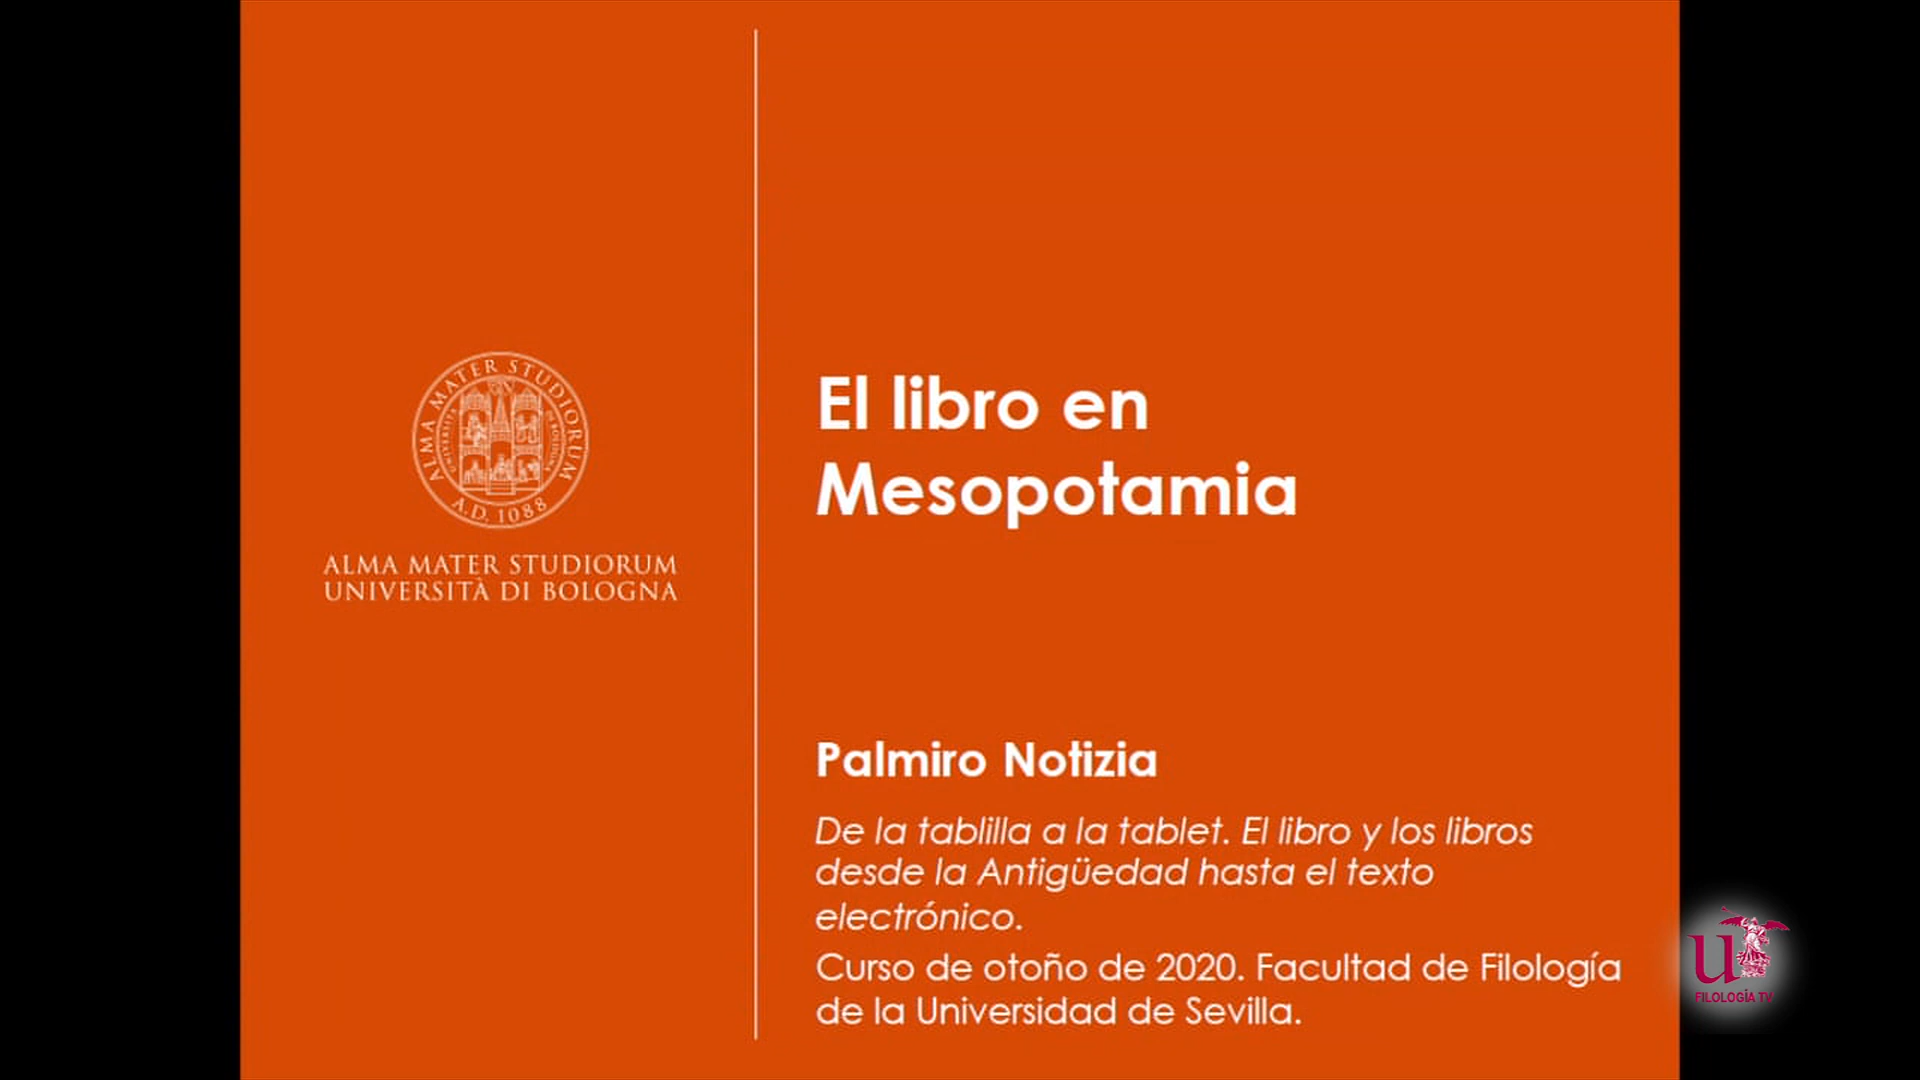 ALMA MATER STUDIORUM
A.D. 1088
ALMA MATER STUDIORUM
UNIVERSITÀ DI BOLOGNA
El libro en
Mesopotamia
Palmiro Notizia
De la tablilla a la tablet. El libro y los libros
desde la Antigüedad hasta el texto
electrónico.
Curso de otoño de 2020. Facultad de Filología
de la Universidad de Sevilla.
u
FILOLOGÍA TV